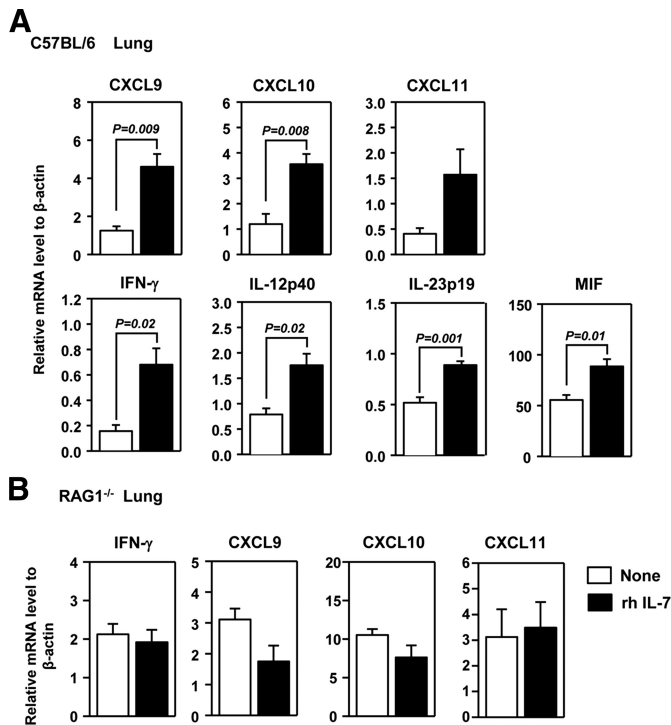 A
C57BL/6 Lung
Relative mRNA level to β-actin
CXCL9
8
6
4
2
0
P=0.009
CXCL10
6
5
4
3
2
1
0
P=0.008
CXCL11
3.0
2.5
2.0
1.5
1.0
0.5
0.0
IFN-γ
1.2
1.0
0.8
0.6
0.4
0.2
0.0
P=0.02
IL-12p40
3.0
2.5
2.0
1.5
1.0
0.5
0.0
P=0.02
IL-23p19
1.5
1.0
0.5
0.0
P=0.001
MIF
150
100
50
0
P=0.01
B
RAG1-/- Lung
Relative mRNA level to
β-actin
IFN-γ
4
3
2
1
0
CXCL9
5
4
3
2
1
0
CXCL10
20
15
10
5
0
CXCL11
6
5
4
3
2
1
0
None
rh IL-7